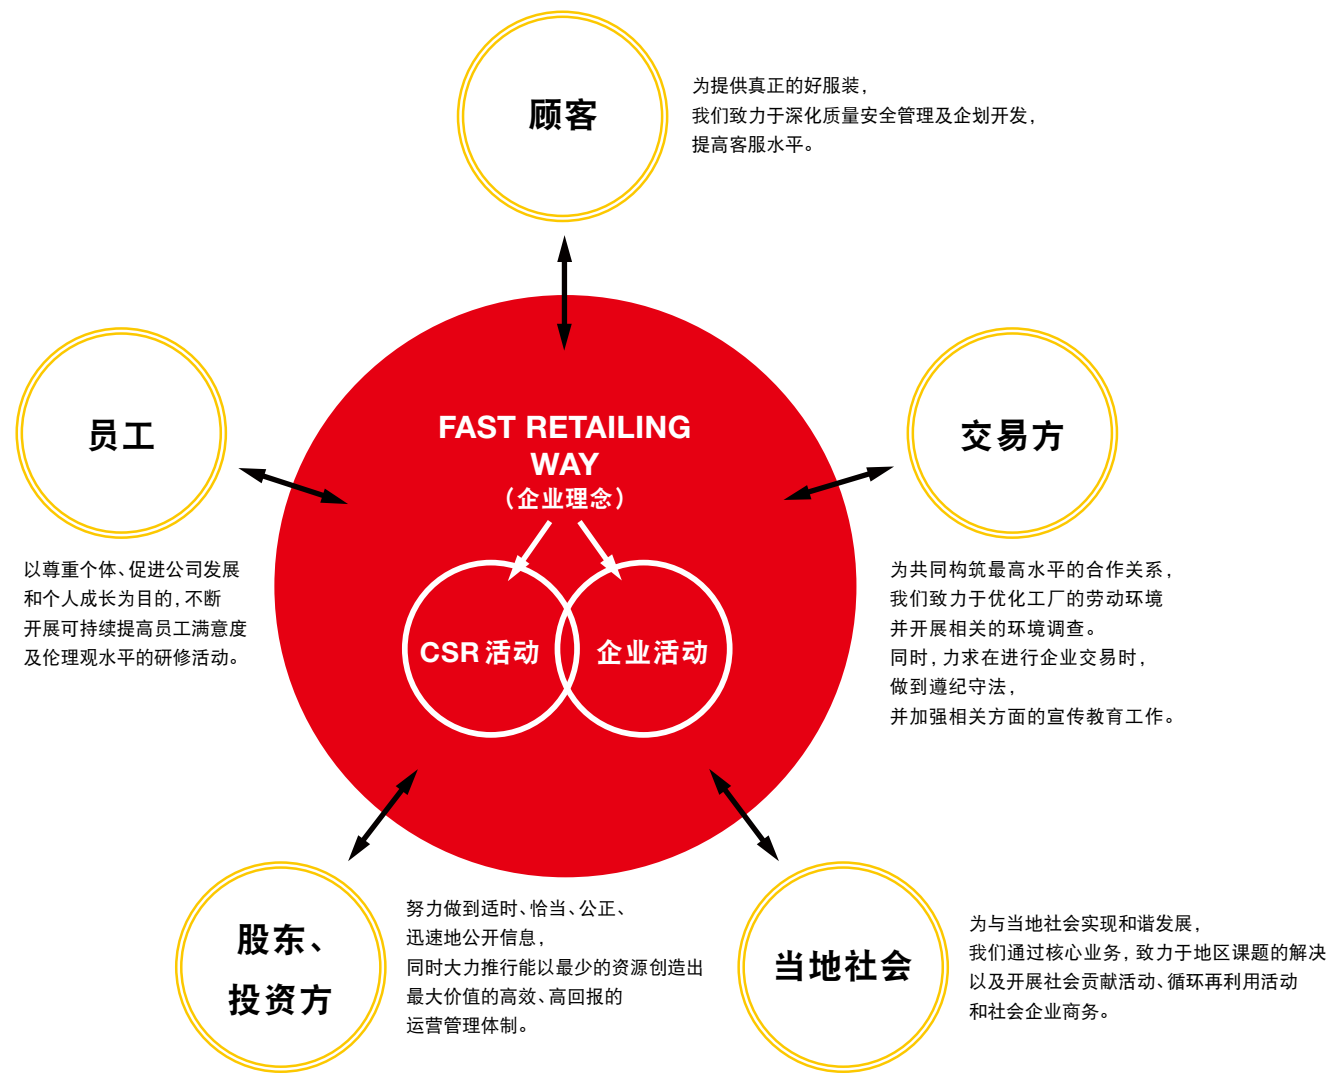 顾客
为提供真正的好服装，
我们致力于深化质量安全管理及企划开发，
提高客服水平。
员工
以尊重个体、促进公司发展
和个人成长为目的，不断
开展可持续提高员工满意度
及伦理观水平的研修活动。
FAST RETAILING
WAY
（企业理念）
CSR 活动
企业活动
交易方
为共同构筑最高水平的合作关系，
我们致力于优化工厂的劳动环境
并开展相关的环境调查。
同时，力求在进行企业交易时，
做到遵纪守法，
并加强相关方面的宣传教育工作。
股东、
投资方
努力做到适时、恰当、公正、
迅速地公开信息，
同时大力推行能以最少的资源创造出
最大价值的高效、高回报的
运营管理体制。
当地社会
为与当地社会实现和谐发展，
我们通过核心业务，致力于地区课题的解决
以及开展社会贡献活动、循环再利用活动
和社会企业商务。